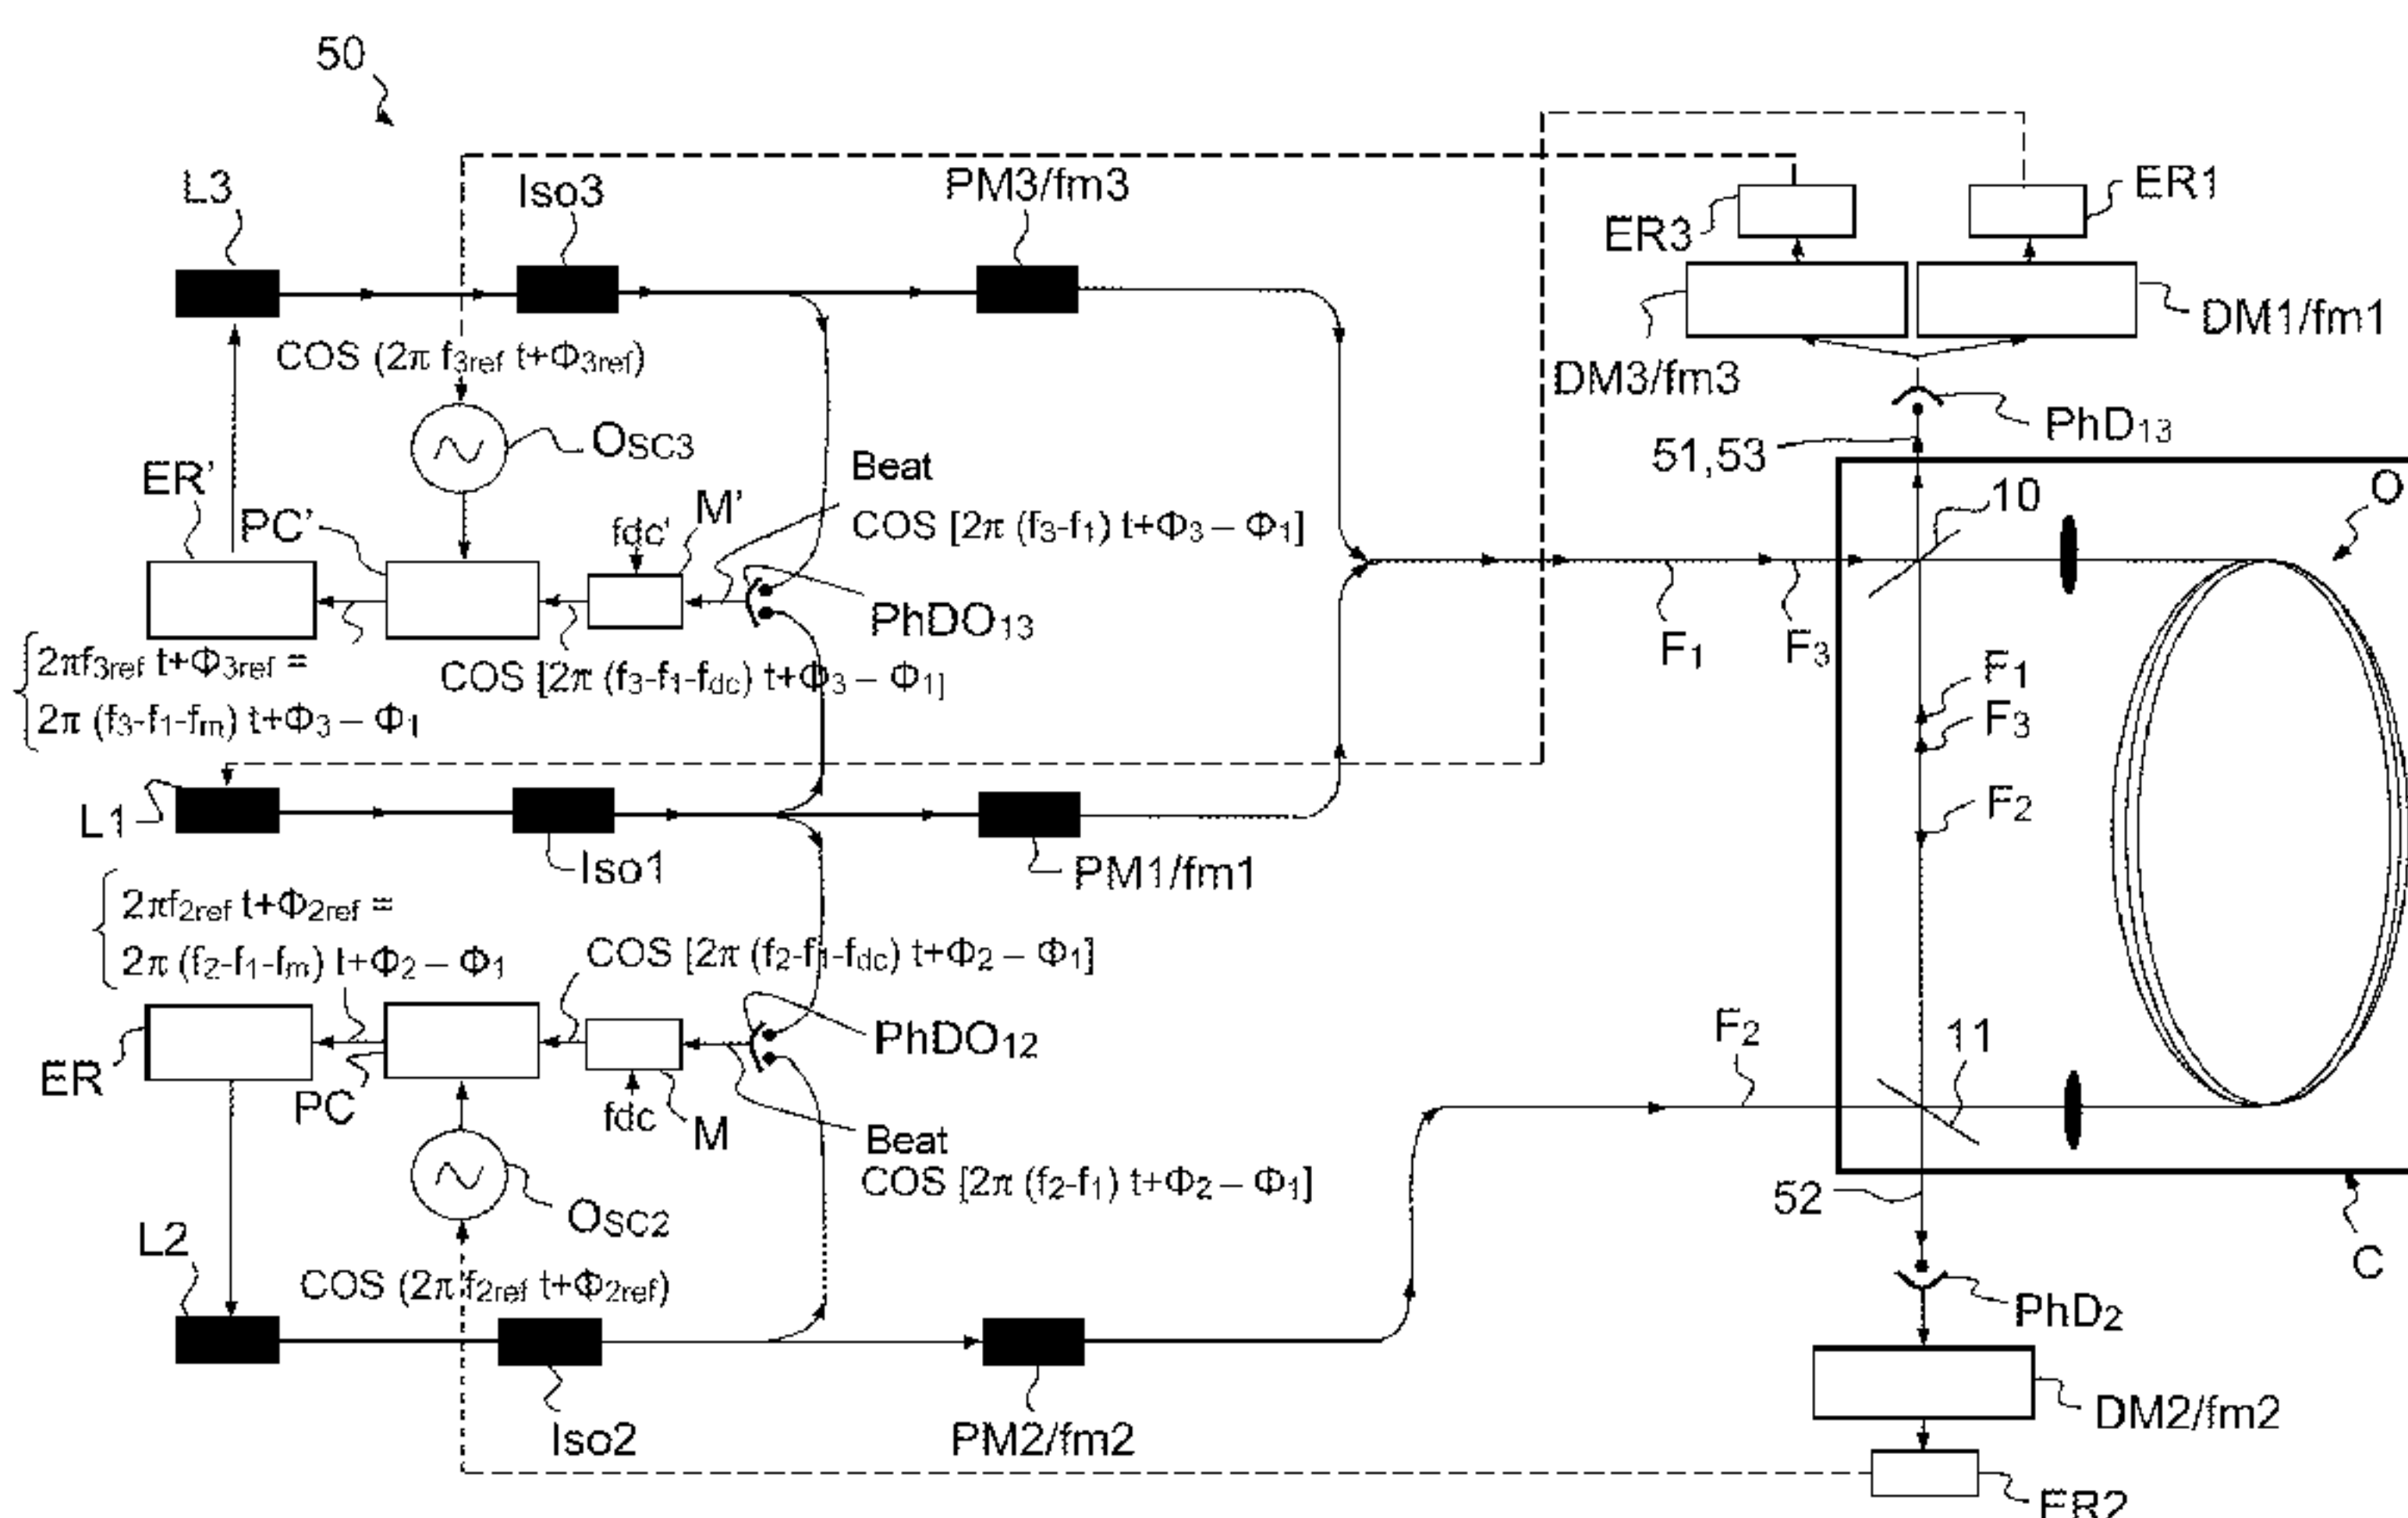 50
L3
Iso3
PM3/fm3
ER3
ER1
COS (2π f3ref t+Φ3ref)
DM3/fm3
DM1/fm1
OSC3
PhD13
51,53
ER'
PC'
fdc'
M'
Beat
COS [2π (f3-f1) t+Φ3 – Φ1]
10
O
PhDO13
F1
F3
2πf3ref t+Φ3ref =
2π (f3-f1-fm) t+Φ3 – Φ1
COS [2π (f3-f1-fdc) t+Φ3 – Φ1]
F1
F3
F2
L1
Iso1
PM1/fm1
2πf2ref t+Φ2ref =
2π (f2-f1-fm) t+Φ2 – Φ1
COS [2π (f2-f1-fdc) t+Φ2 – Φ1]
ER
PC
fdc
M
PhDO12
F2
11
Beat
COS [2π (f2-f1) t+Φ2 – Φ1]
OSC2
52
C
L2
COS (2π f2ref t+Φ2ref)
PhD2
Iso2
PM2/fm2
DM2/fm2
ER2